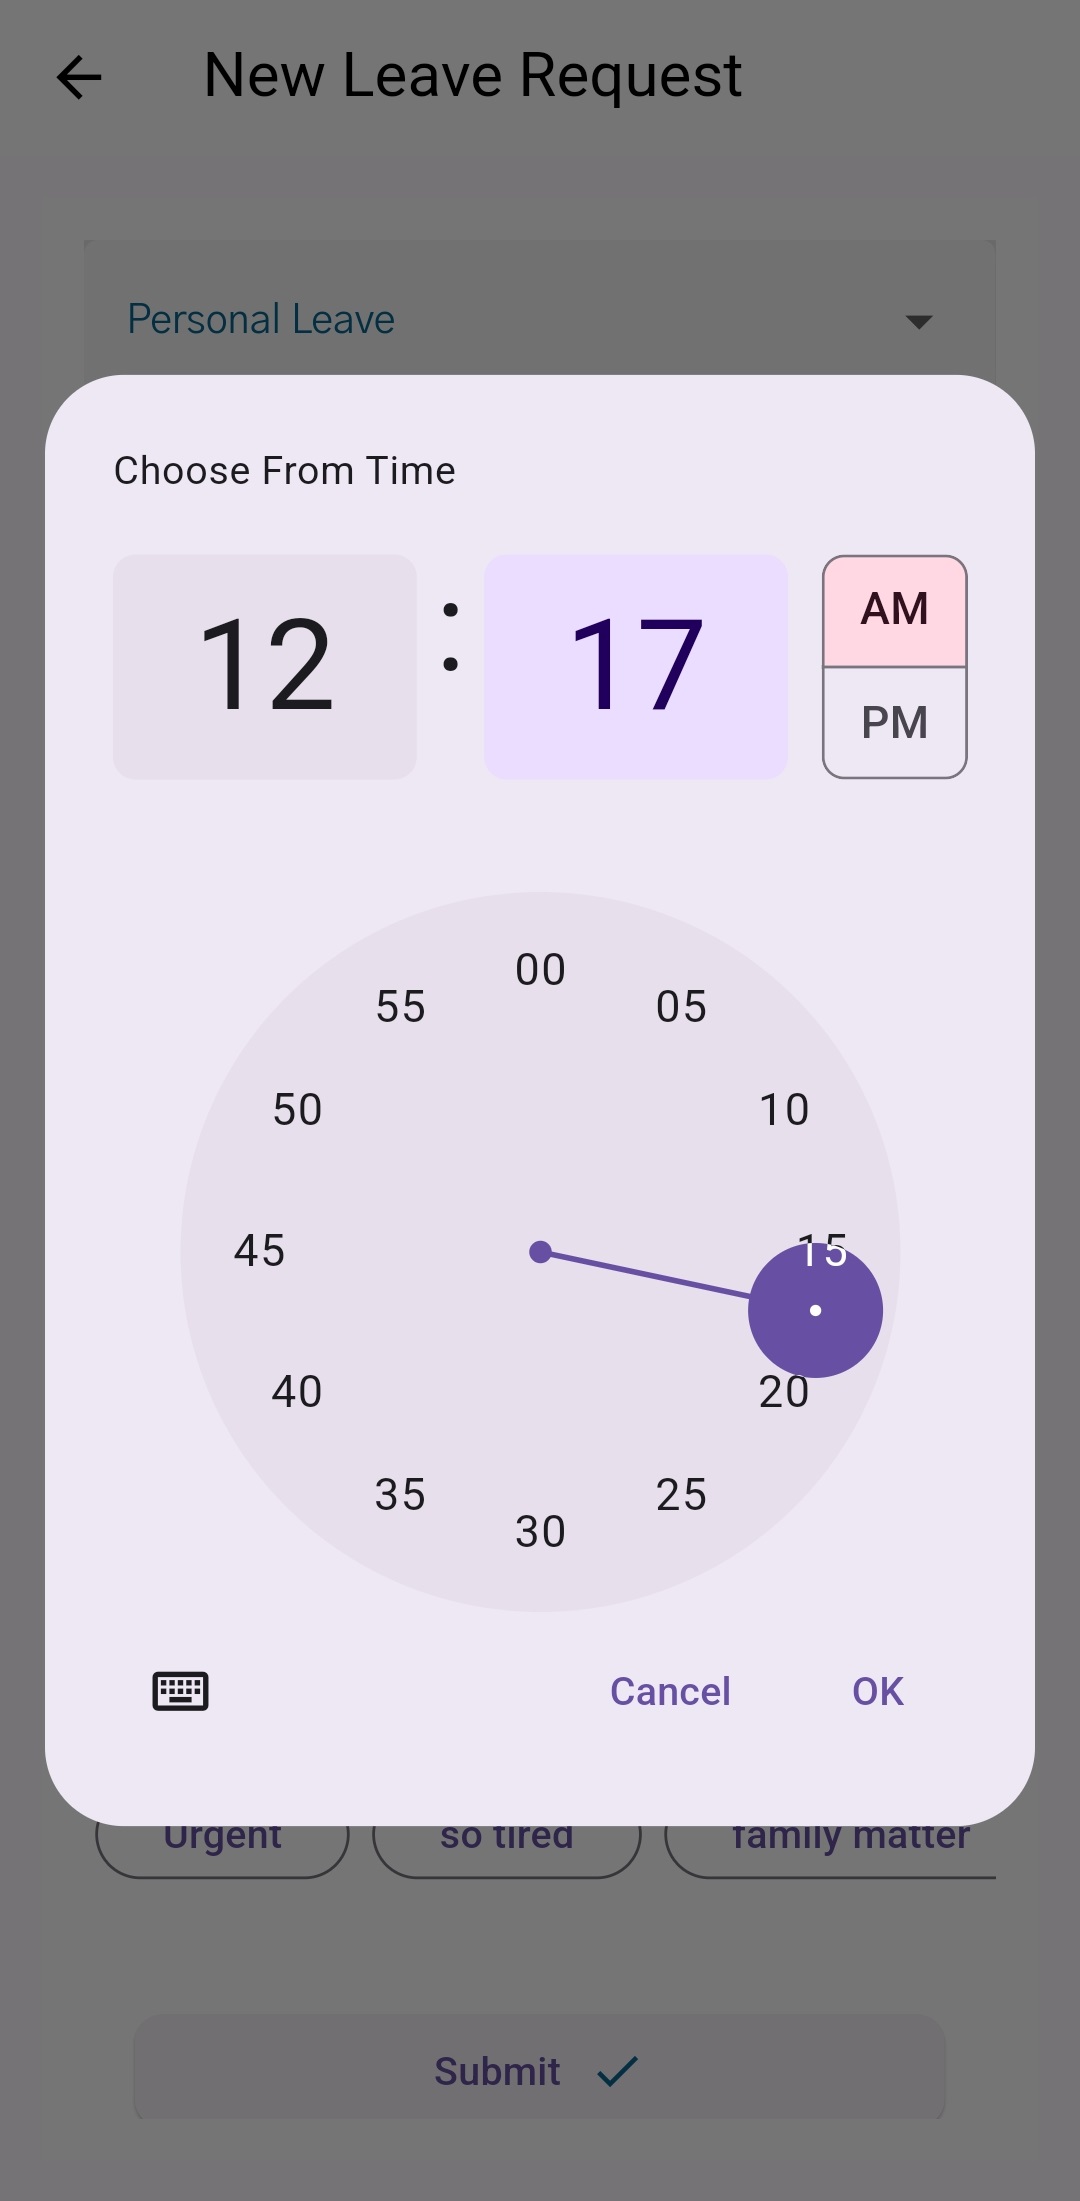 New Leave Request
Personal Leave
Choose From Time
12 : 17
AM
PM
00
55 05
50 10
45 15
40 20
35 25
30
Cancel OK
Urgent so tired family matter
Submit